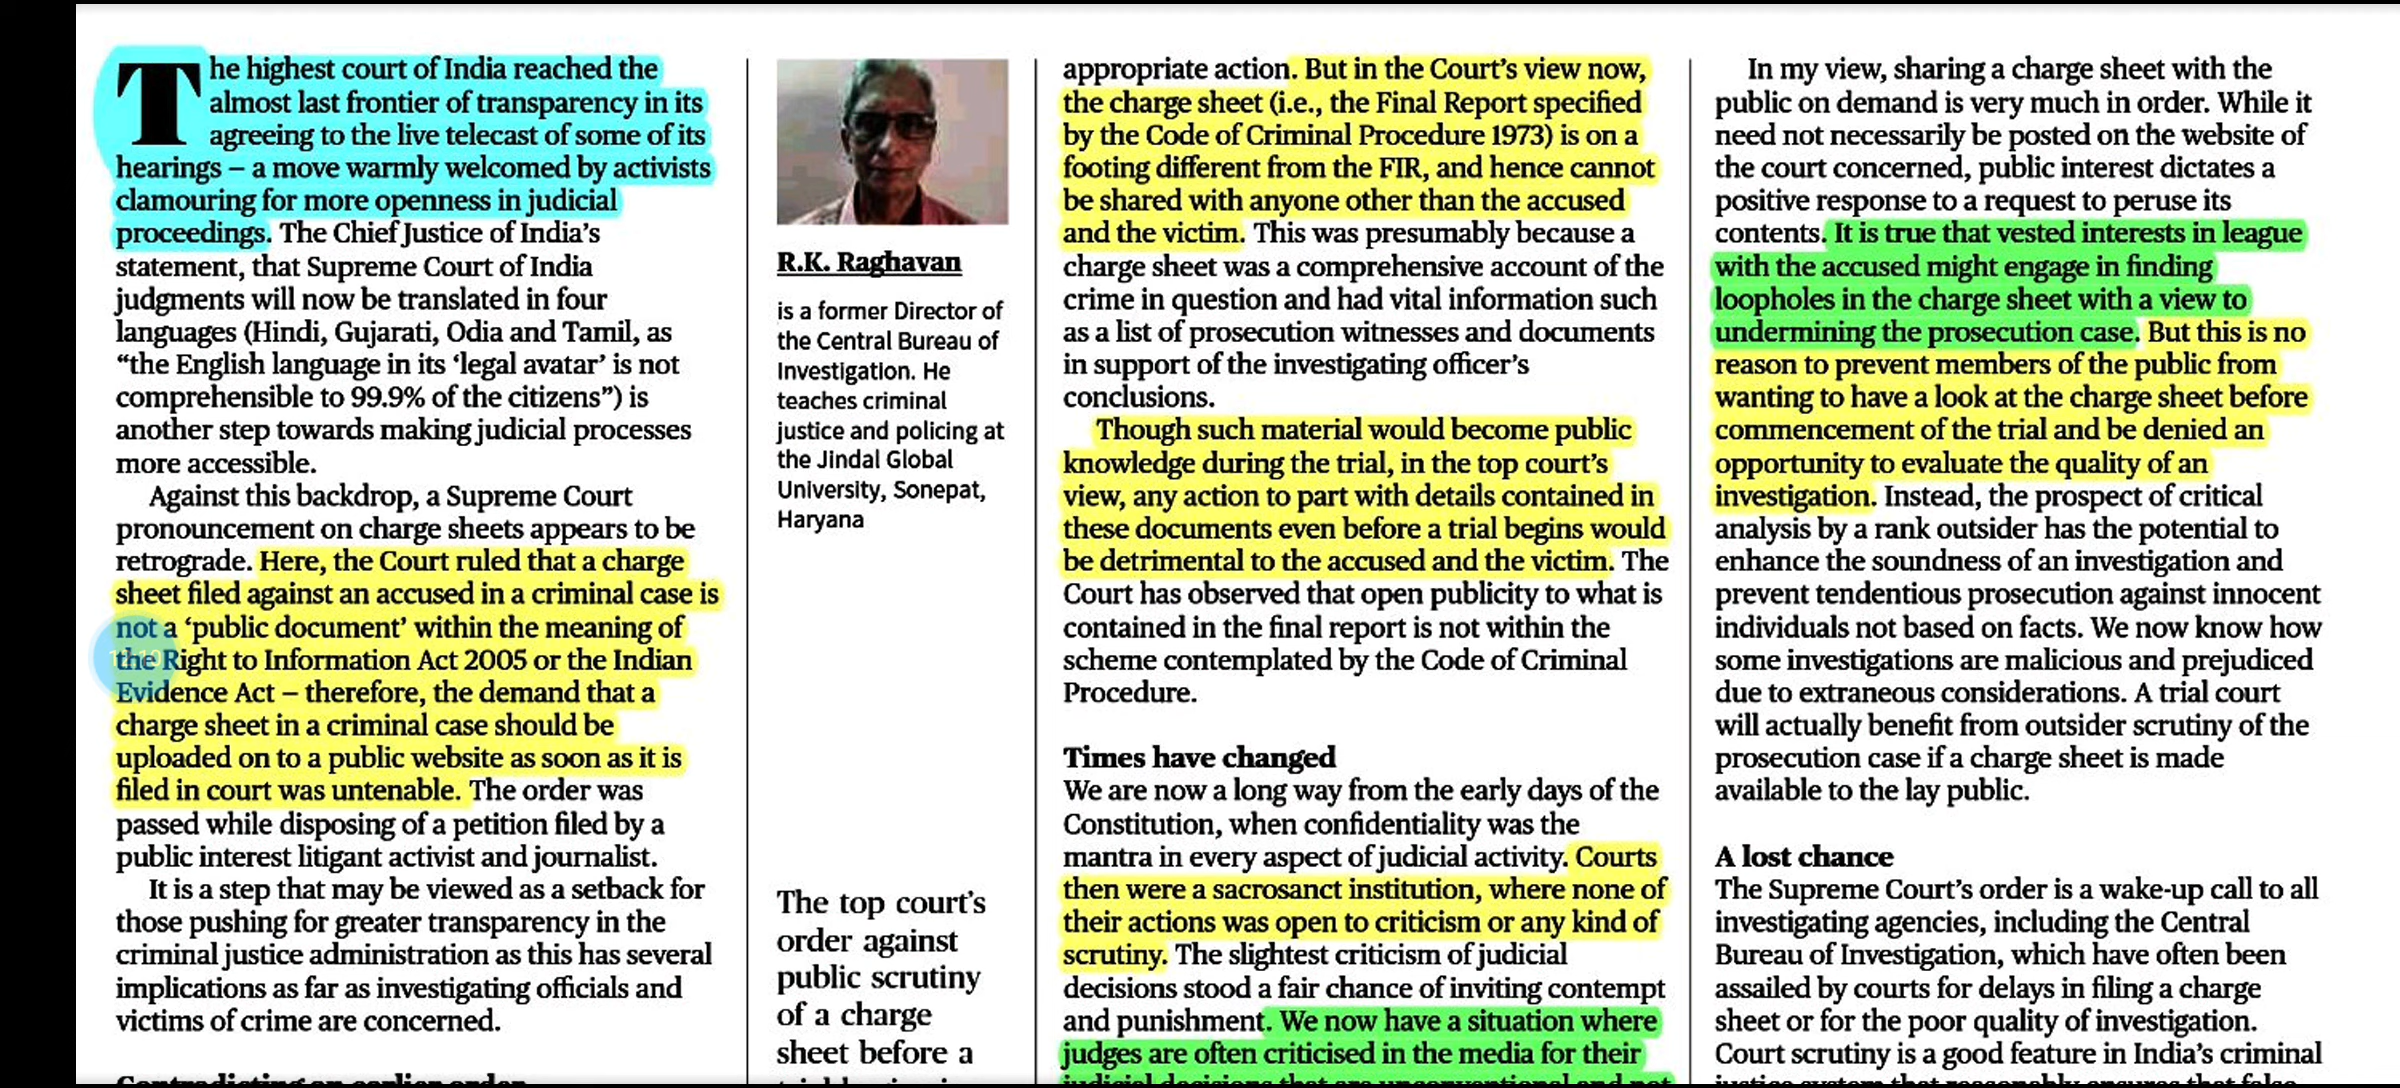 The highest court of India reached the
almost last frontier of transparency in its
agreeing to the live telecast of some of its
hearings – a move warmly welcomed by activists
clamouring for more openness in judicial
proceedings. The Chief Justice of India's
statement, that Supreme Court of India
judgments will now be translated in four
languages (Hindi, Gujarati, Odia and Tamil, as
“the English language in its ‘legal avatar’ is not
comprehensible to 99.9% of the citizens”) is
another step towards making judicial processes
more accessible.
Against this backdrop, a Supreme Court
pronouncement on charge sheets appears to be
retrograde. Here, the Court ruled that a charge
sheet filed against an accused in a criminal case is
not a ‘public document’ within the meaning of
the Right to Information Act 2005 or the Indian
Evidence Act – therefore, the demand that a
charge sheet in a criminal case should be
uploaded on to a public website as soon as it is
filed in court was untenable. The order was
passed while disposing of a petition filed by a
public interest litigant activist and journalist.
It is a step that may be viewed as a setback for
those pushing for greater transparency in the
criminal justice administration as this has several
implications as far as investigating officials and
victims of crime are concerned.
Contradicting an earlier order
R.K. Raghavan
is a former Director of
the Central Bureau of
Investigation. He
teaches criminal
justice and policing at
the Jindal Global
University, Sonepat,
Haryana
The top court's
order against
public scrutiny
of a charge
sheet before a
appropriate action. But in the Court's view now,
the charge sheet (i.e., the Final Report specified
by the Code of Criminal Procedure 1973) is on a
footing different from the FIR, and hence cannot
be shared with anyone other than the accused
and the victim. This was presumably because a
charge sheet was a comprehensive account of the
crime in question and had vital information such
as a list of prosecution witnesses and documents
in support of the investigating officer's
conclusions.
Though such material would become public
knowledge during the trial, in the top court's
view, any action to part with details contained in
these documents even before a trial begins would
be detrimental to the accused and the victim. The
Court has observed that open publicity to what is
contained in the final report is not within the
scheme contemplated by the Code of Criminal
Procedure.
Times have changed
We are now a long way from the early days of the
Constitution, when confidentiality was the
mantra in every aspect of judicial activity. Courts
then were a sacrosanct institution, where none of
their actions was open to criticism or any kind of
scrutiny. The slightest criticism of judicial
decisions stood a fair chance of inviting contempt
and punishment. We now have a situation where
judges are often criticised in the media for their
judicial decisions that are unconventional and not
In my view, sharing a charge sheet with the
public on demand is very much in order. While it
need not necessarily be posted on the website of
the court concerned, public interest dictates a
positive response to a request to peruse its
contents. It is true that vested interests in league
with the accused might engage in finding
loopholes in the charge sheet with a view to
undermining the prosecution case. But this is no
reason to prevent members of the public from
wanting to have a look at the charge sheet before
commencement of the trial and be denied an
opportunity to evaluate the quality of an
investigation. Instead, the prospect of critical
analysis by a rank outsider has the potential to
enhance the soundness of an investigation and
prevent tendentious prosecution against innocent
individuals not based on facts. We now know how
some investigations are malicious and prejudiced
due to extraneous considerations. A trial court
will actually benefit from outsider scrutiny of the
prosecution case if a charge sheet is made
available to the lay public.
A lost chance
The Supreme Court's order is a wake-up call to all
investigating agencies, including the Central
Bureau of Investigation, which have often been
assailed by courts for delays in filing a charge
sheet or for the poor quality of investigation.
Court scrutiny is a good feature in India's criminal
justice system that reasonably ensures that false